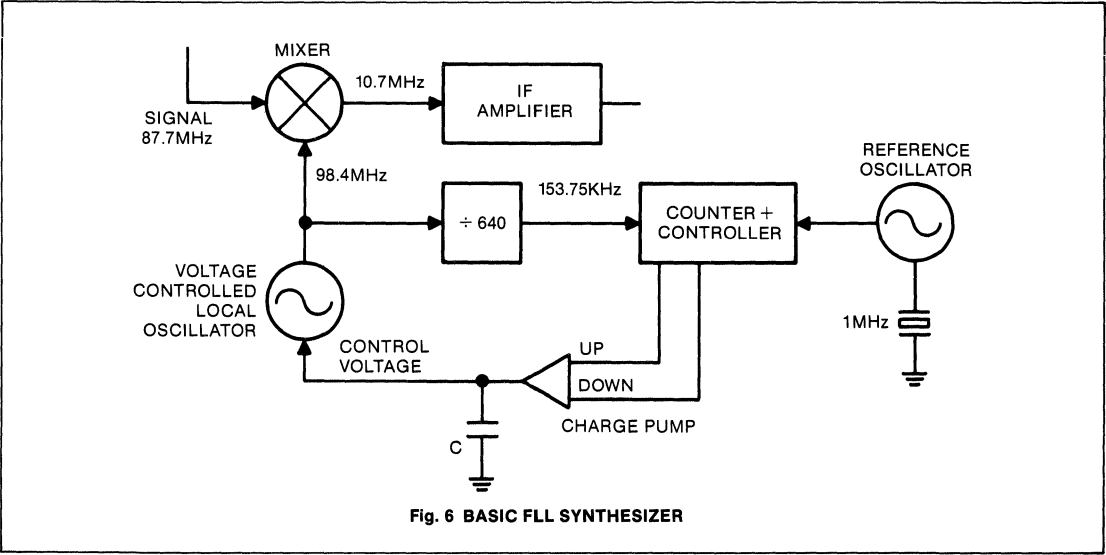 MIXER
10.7MHz
IF
AMPLIFIER
SIGNAL
87.7MHz
98.4MHz
÷ 640
153.75KHz
COUNTER +
CONTROLLER
REFERENCE
OSCILLATOR
1MHz
VOLTAGE
CONTROLLED
LOCAL
OSCILLATOR
CONTROL
VOLTAGE
UP
DOWN
CHARGE PUMP
C
Fig. 6 BASIC FLL SYNTHESIZER